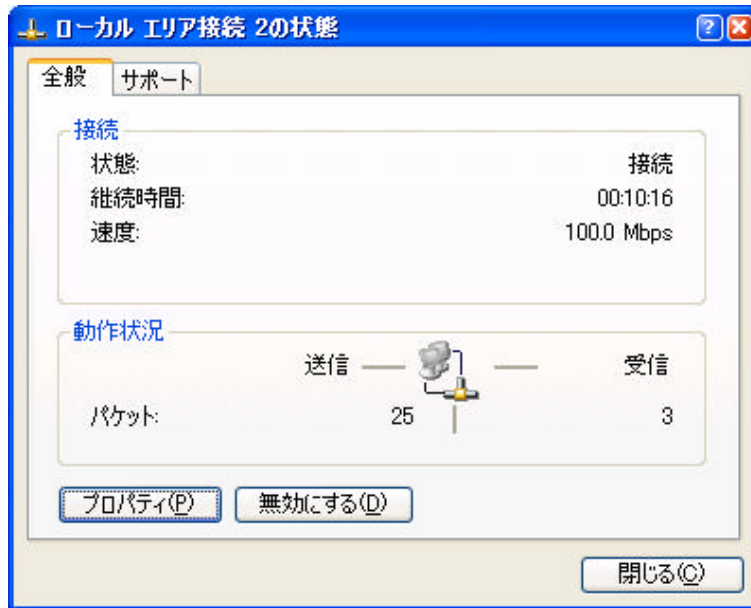 ローカル エリア接続 2の状態
全般 サポート
接続
状態: 接続
継続時間: 00:10:16
速度: 100.0 Mbps
動作状況
送信 受信
パケット: 25 3
プロパティ(P) 無効にする(D)
閉じる(C)